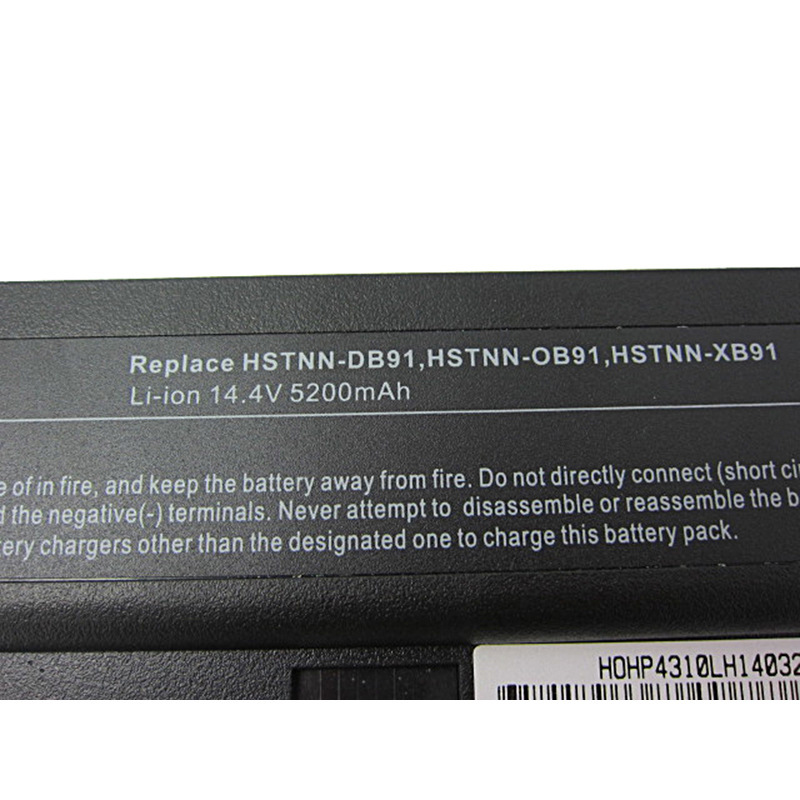 Replace HSTNN-DB91,HSTNN-OB91,HSTNN-XB91
Li-ion 14.4V 5200mAh
of in fire, and keep the battery away from fire. Do not directly connect (short
the negative(-) terminals. Never attempt to disassemble or reassemble the
chargers other than the designated one to charge this battery pack.
HOHP4310LH14032